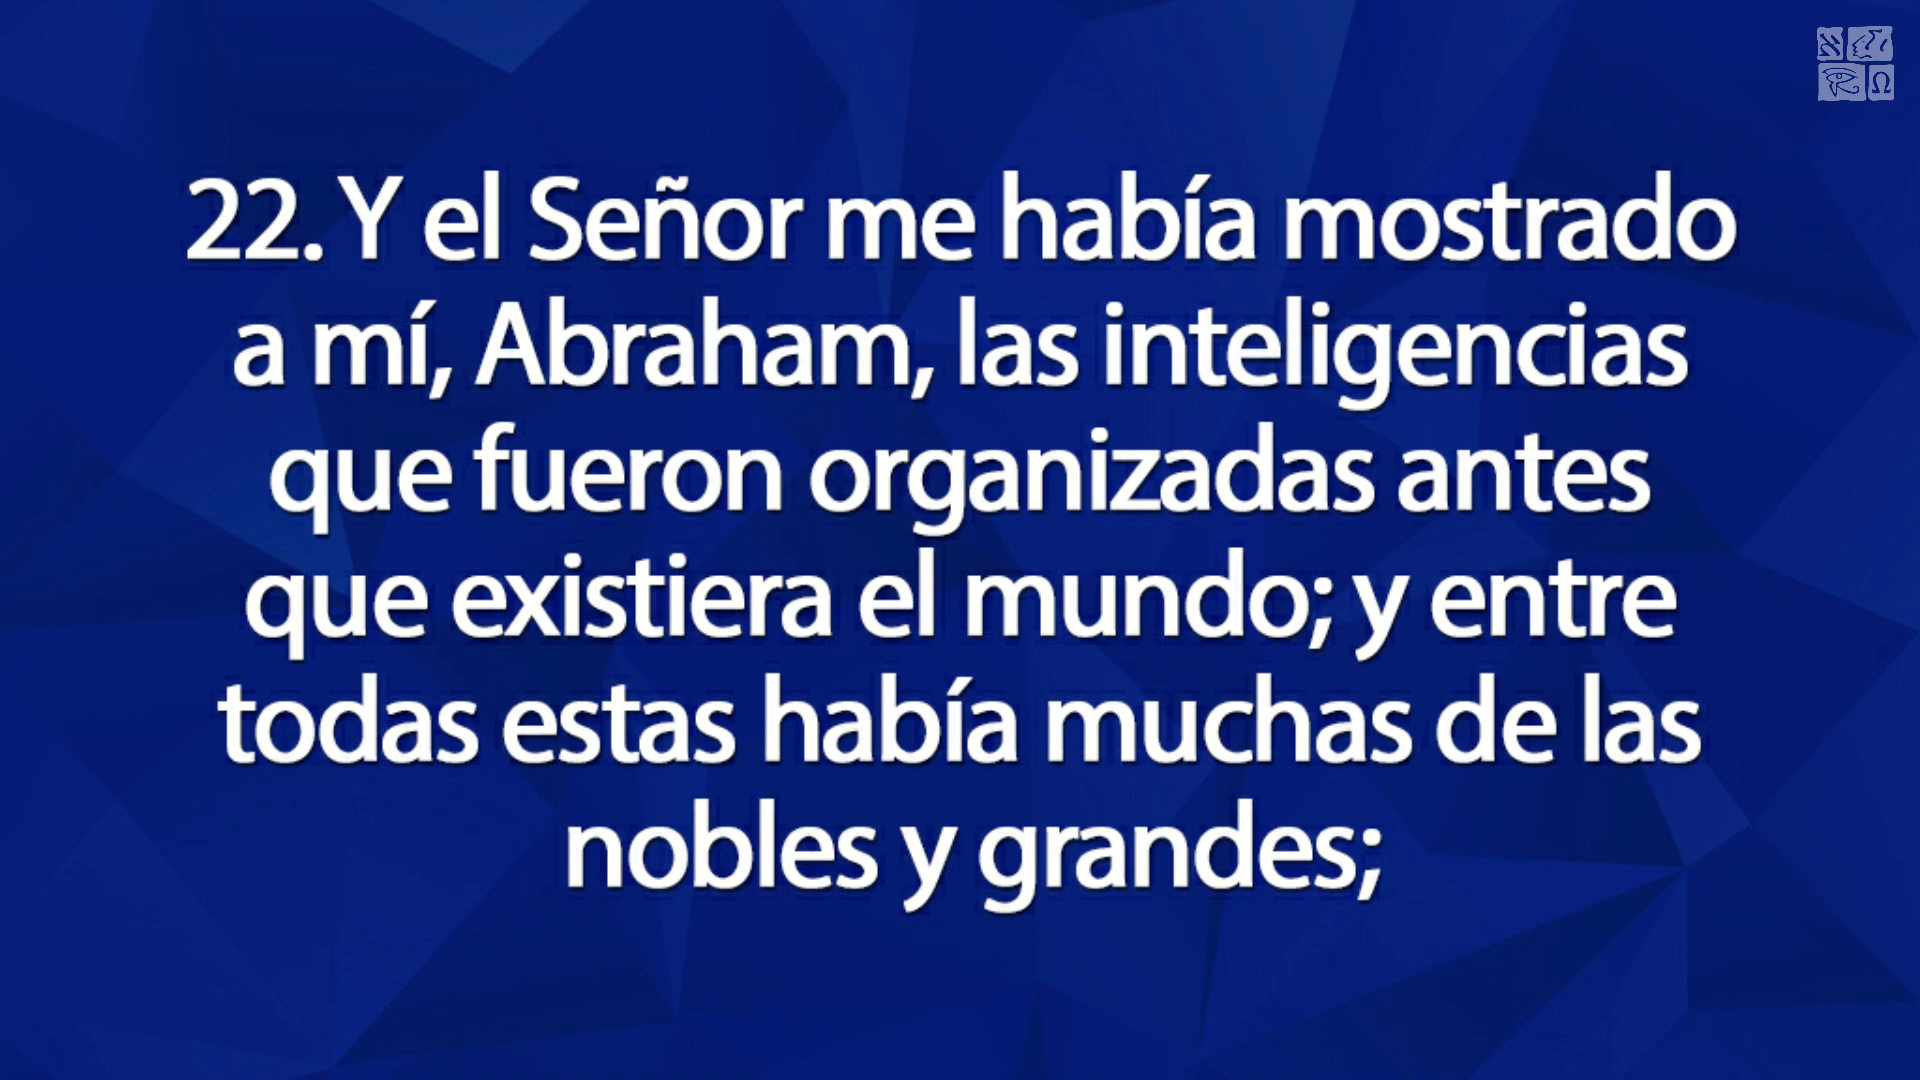 22. Y el Señor me había mostrado
a mí, Abraham, las inteligencias
que fueron organizadas antes
que existiera el mundo; y entre
todas estas había muchas de las
nobles y grandes;